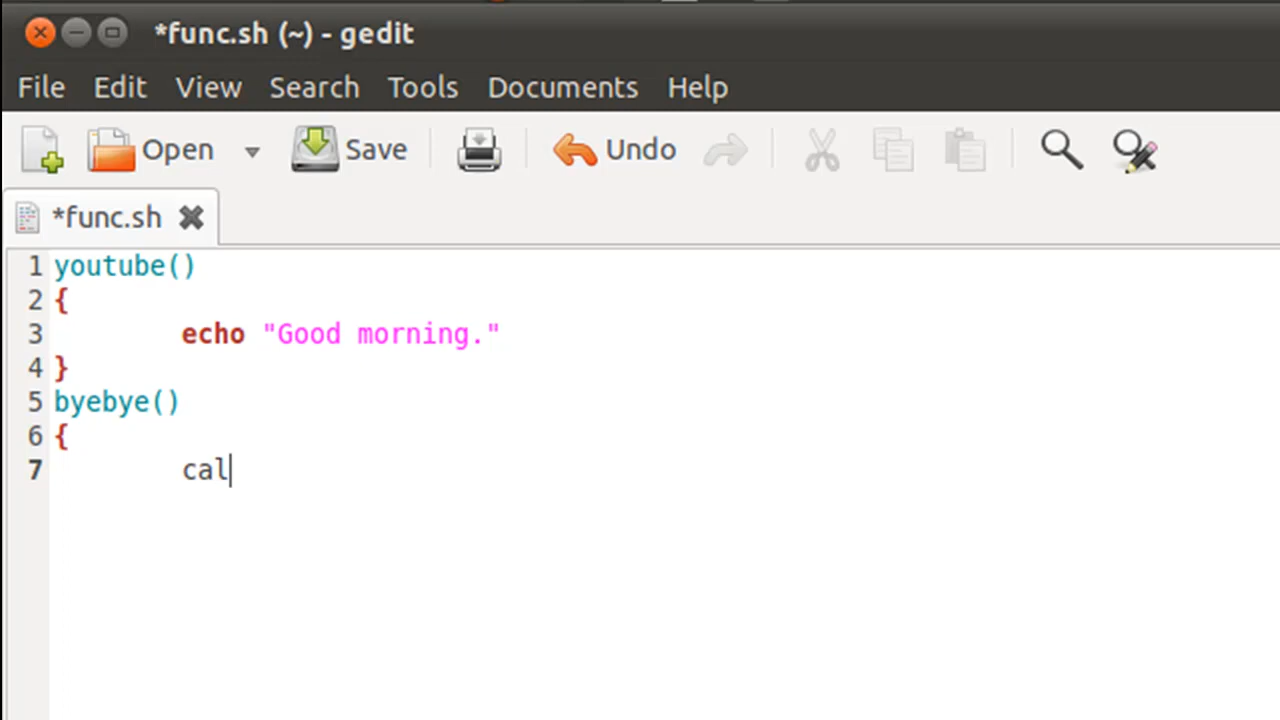 *func.sh (~) - gedit
File Edit View Search Tools Documents Help
Open Save Undo
*func.sh
1 youtube()
2 {
3 echo "Good morning."
4 }
5 byebye()
6 {
7 cal